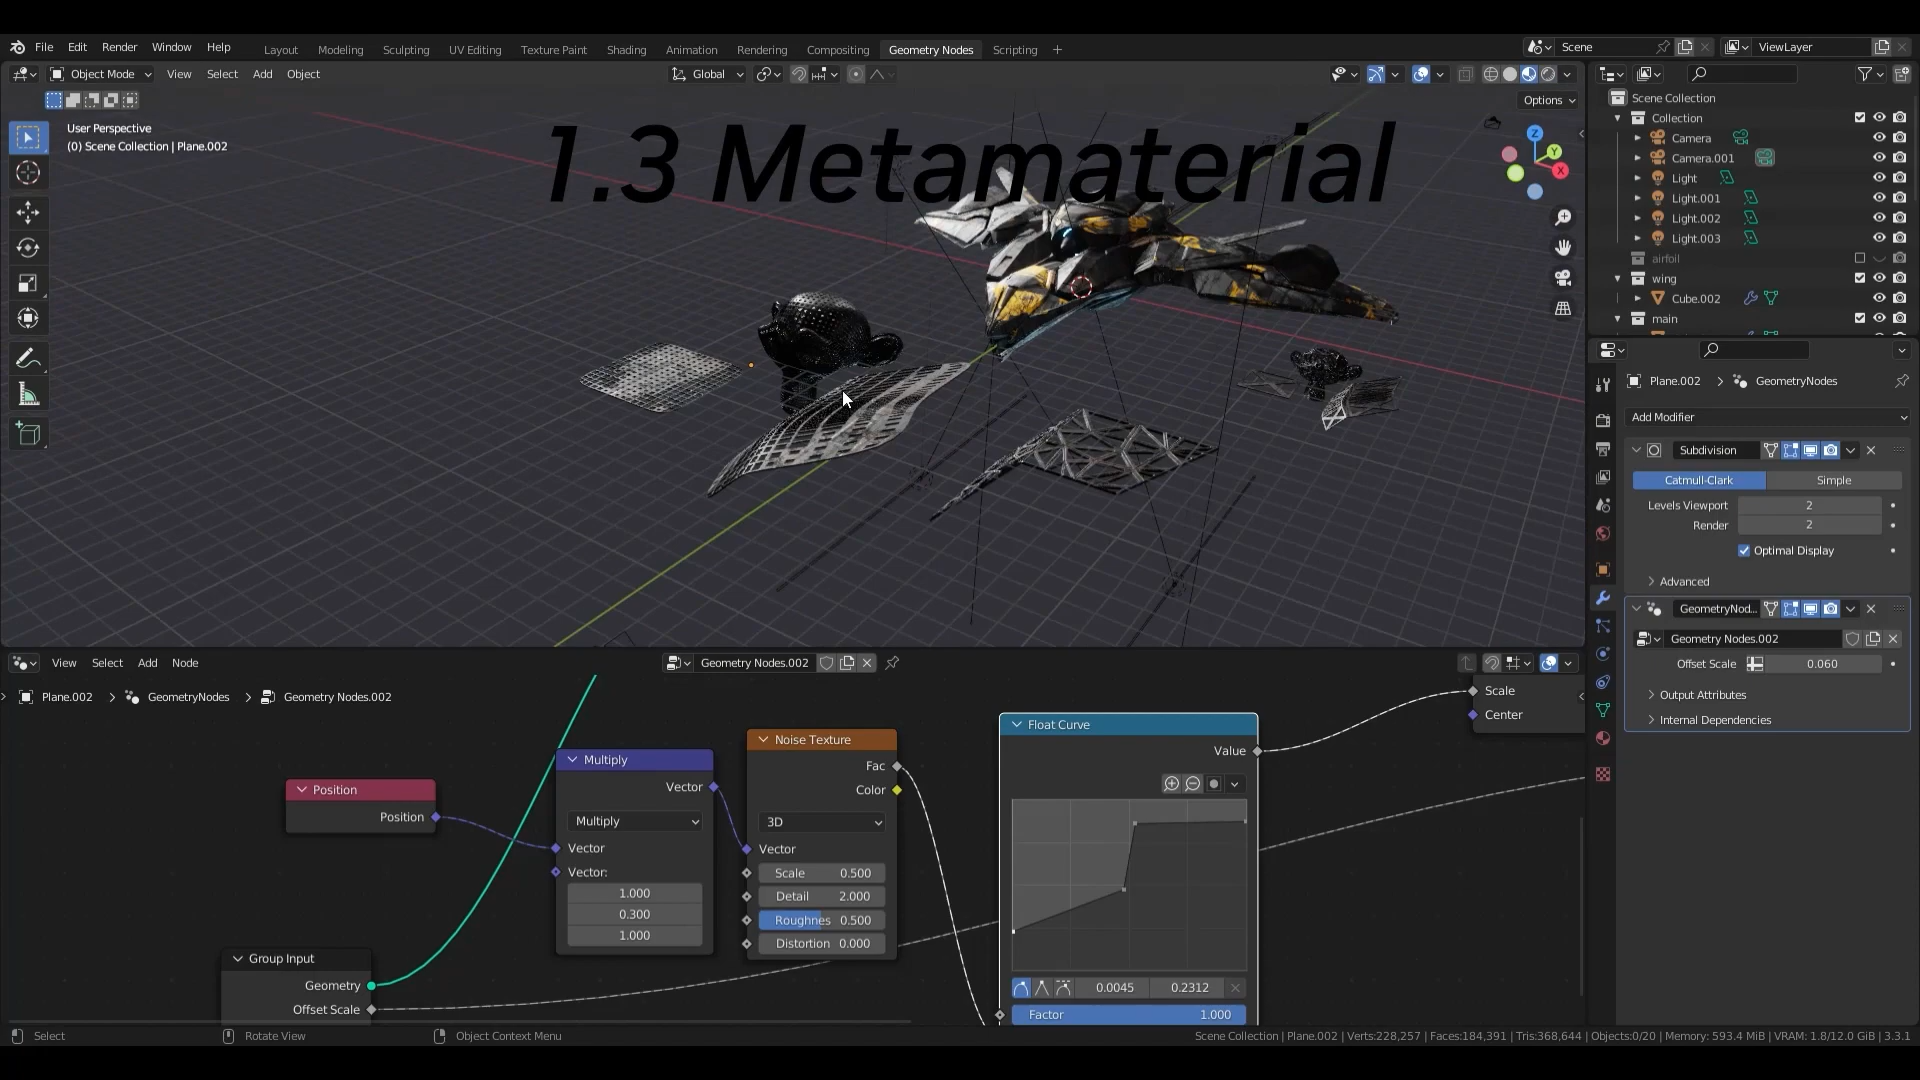 File Edit Render Window Help
Layout Modeling Sculpting UV Editing Texture Paint Shading Animation Rendering Compositing Geometry Nodes Scripting +
Scene ViewLayer
Object Mode View Select Add Object
Global
Options
User Perspective
(0) Scene Collection | Plane.002
1.3 Metamaterial
Z
Y
X
Scene Collection
Collection
Camera
Camera.001
Light
Light.001
Light.002
Light.003
airfoil
wing
Cube.002
main
Plane.002 > GeometryNodes
Add Modifier
Subdivision
Catmull-Clark Simple
Levels Viewport 2
Render 2
Optimal Display
Advanced
GeometryNod...
Geometry Nodes.002
Offset Scale 0.060
Output Attributes
Internal Dependencies
View Select Add Node
Geometry Nodes.002
Plane.002 > GeometryNodes > Geometry Nodes.002
Position
Position
Group Input
Geometry
Offset Scale
Multiply
Vector
Multiply
Vector
Vector:
1.000
0.300
1.000
Noise Texture
Fac
Color
3D
Vector
Scale 0.500
Detail 2.000
Roughnes 0.500
Distortion 0.000
Float Curve
Value
0.0045 0.2312
Factor 1.000
Scale
Center
Select
Rotate View
Object Context Menu
Scene Collection | Plane.002 | Verts:228,257 | Faces:184,391 | Tris:368,644 | Objects:0/20 | Memory: 593.4 MiB | VRAM: 1.8/12.0 GiB | 3.3.1